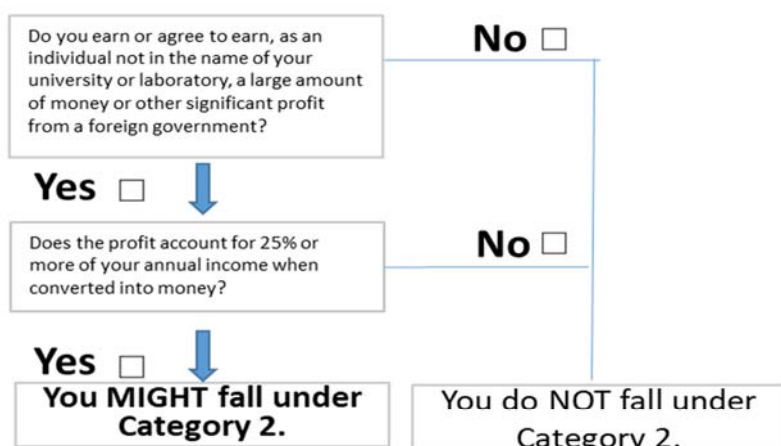 Do you earn or agree to earn, as an
individual not in the name of your
university or laboratory, a large amount
of money or other significant profit
from a foreign government?
No ☐
Yes ☐
Does the profit account for 25% or
more of your annual income when
converted into money?
No ☐
Yes ☐
You MIGHT fall under
Category 2.
You do NOT fall under
Category 2.